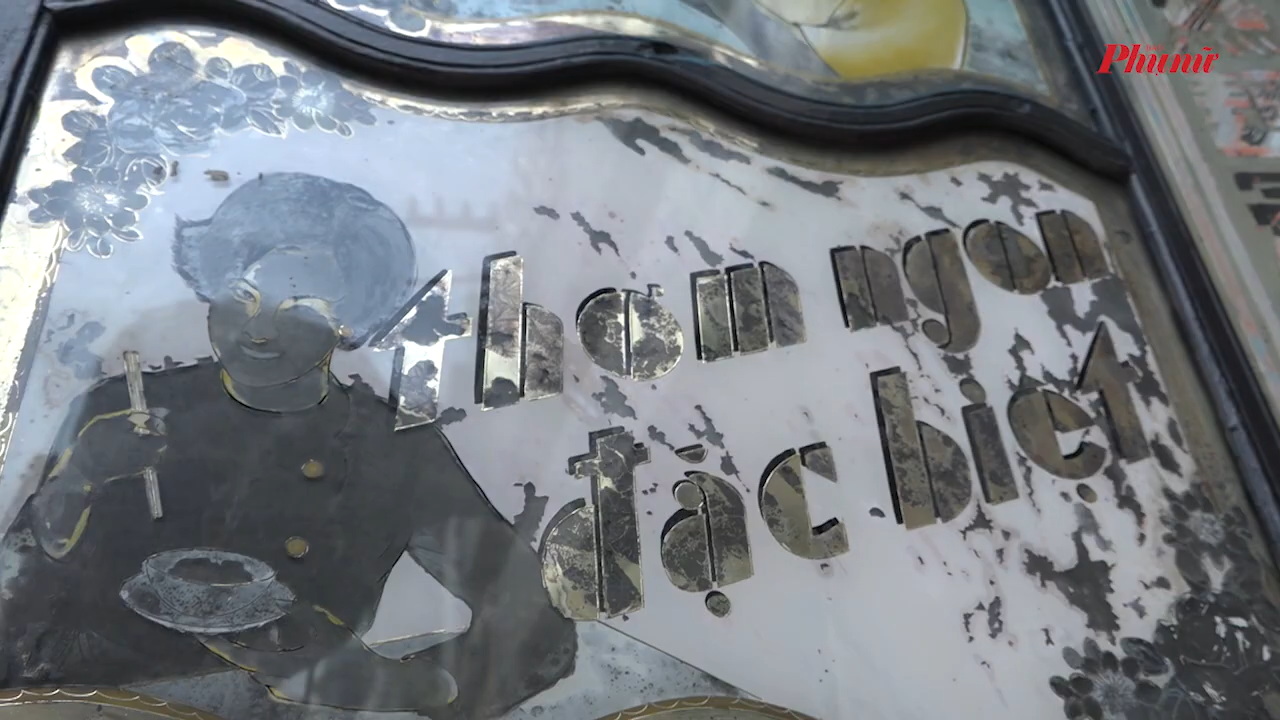 Phụ nữ
thơm ngon
đặc biệt